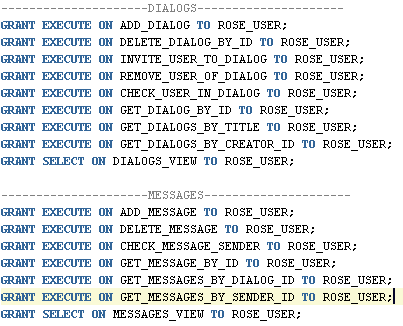 ---------------------DIALOGS---------------------
GRANT EXECUTE ON ADD_DIALOG TO ROSE_USER;
GRANT EXECUTE ON DELETE_DIALOG_BY_ID TO ROSE_USER;
GRANT EXECUTE ON INVITE_USER_TO_DIALOG TO ROSE_USER;
GRANT EXECUTE ON REMOVE_USER_OF_DIALOG TO ROSE_USER;
GRANT EXECUTE ON CHECK_USER_IN_DIALOG TO ROSE_USER;
GRANT EXECUTE ON GET_DIALOG_BY_ID TO ROSE_USER;
GRANT EXECUTE ON GET_DIALOGS_BY_TITLE TO ROSE_USER;
GRANT EXECUTE ON GET_DIALOGS_BY_CREATOR_ID TO ROSE_USER;
GRANT SELECT ON DIALOGS_VIEW TO ROSE_USER;
---------------------MESSAGES---------------------
GRANT EXECUTE ON ADD_MESSAGE TO ROSE_USER;
GRANT EXECUTE ON DELETE_MESSAGE TO ROSE_USER;
GRANT EXECUTE ON CHECK_MESSAGE_SENDER TO ROSE_USER;
GRANT EXECUTE ON GET_MESSAGE_BY_ID TO ROSE_USER;
GRANT EXECUTE ON GET_MESSAGES_BY_DIALOG_ID TO ROSE_USER;
GRANT EXECUTE ON GET_MESSAGES_BY_SENDER_ID TO ROSE_USER;
GRANT SELECT ON MESSAGES_VIEW TO ROSE_USER;